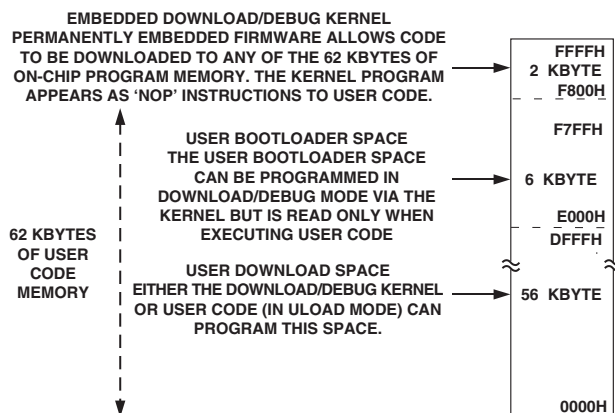 EMBEDDED DOWNLOAD/DEBUG KERNEL
PERMANENTLY EMBEDDED FIRMWARE ALLOWS CODE
TO BE DOWNLOADED TO ANY OF THE 62 KBYTES OF
ON-CHIP PROGRAM MEMORY. THE KERNEL PROGRAM
APPEARS AS ‘NOP’ INSTRUCTIONS TO USER CODE.
FFFFH
2 KBYTE
F800H
USER BOOTLOADER SPACE
THE USER BOOTLOADER SPACE
CAN BE PROGRAMMED IN
DOWNLOAD/DEBUG MODE VIA THE
KERNEL BUT IS READ ONLY WHEN
EXECUTING USER CODE
F7FFH
6 KBYTE
E000H
62 KBYTES
OF USER
CODE
MEMORY
USER DOWNLOAD SPACE
EITHER THE DOWNLOAD/DEBUG KERNEL
OR USER CODE (IN ULOAD MODE) CAN
PROGRAM THIS SPACE.
DFFFH
56 KBYTE
0000H